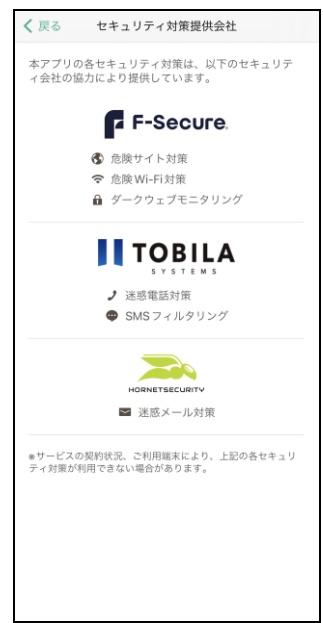 戻る
セキュリティ対策提供会社
本アプリの各セキュリティ対策は、以下のセキュリテ
ィ会社の協力により提供しています。
F-Secure.
危険サイト対策
危険Wi-Fi対策
ダークウェブモニタリング
TOBILA
SYSTEMS
迷惑電話対策
SMSフィルタリング
HORNETSECURITY
迷惑メール対策
※サービスの契約状況、ご利用端末により、上記の各セキュリ
ティ対策が利用できない場合があります。